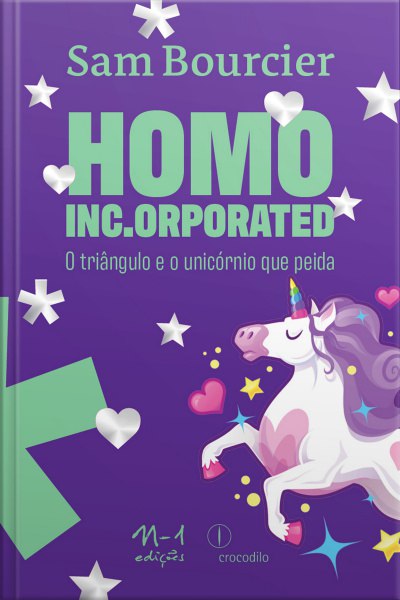 Sam Bourcier
HOMO
INC.ORPORATED
O triângulo e o unicórnio que peida
n-1
edições
crocodilo